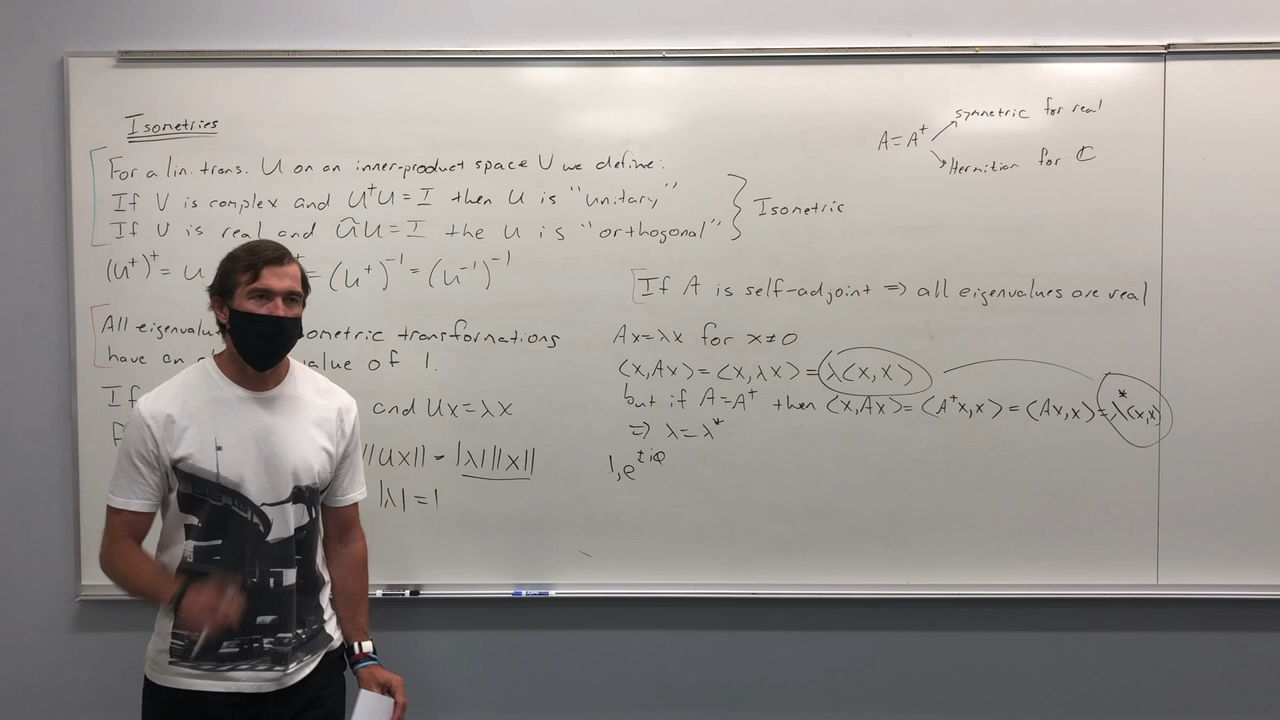 Isometries
For a lin. trans. U on an inner-product space V we define:
If V is complex and U†U = I then U is "unitary"
If V is real and ŨU = I the U is "orthogonal"
} Isometric
(U†)† = U = (U†)⁻¹ = (U⁻¹)⁻¹
All isometric transformations
have an value of 1.
If and Ux = λx
||Ux|| = |λ| ||x||
|λ| = 1
A = A†
symmetric for real
Hermitian for ℂ
If A is self-adjoint ⇒ all eigenvalues are real
Ax = λx for x ≠ 0
(x, Ax) = (x, λx) = λ(x, x)
but if A = A† then (x, Ax) = (A†x, x) = (Ax, x) = λ*(x, x)
⇒ λ = λ*
1, e^{±iφ}